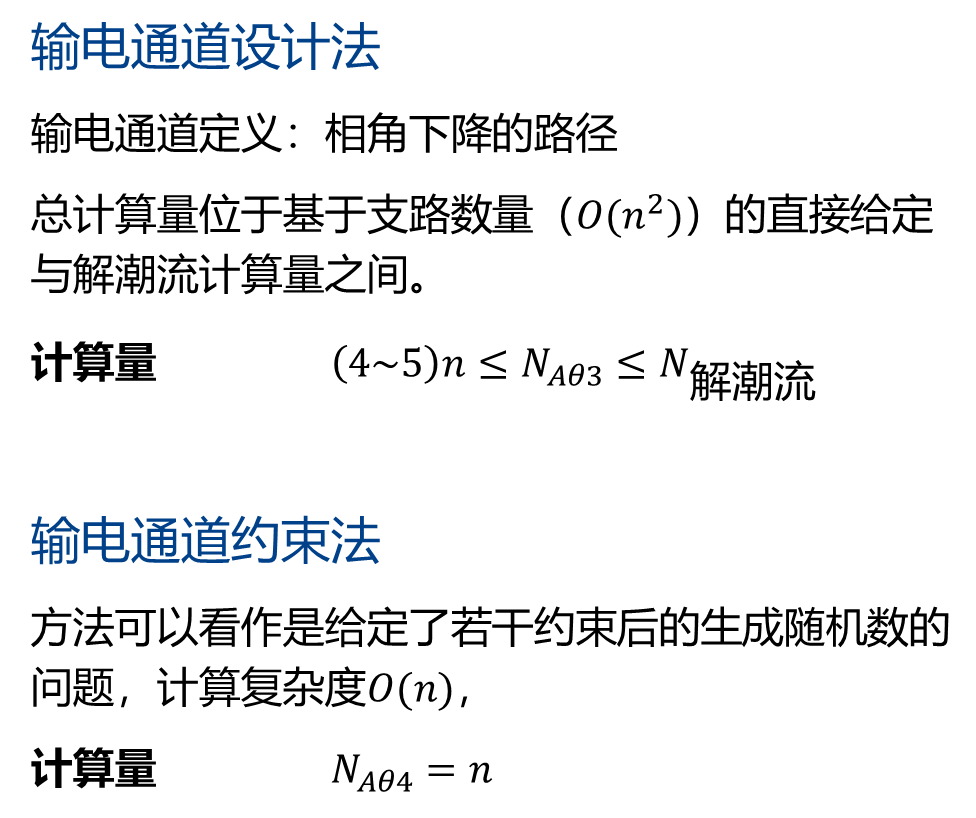 输电通道设计法
输电通道定义：相角下降的路径
总计算量位于基于支路数量（𝑂(𝑛²)）的直接给定
与解潮流计算量之间。
计算量 (4~5)𝑛 ≤ 𝑁_{𝐴𝜃3} ≤ 𝑁_{解潮流}
输电通道约束法
方法可以看作是给定了若干约束后的生成随机数的
问题，计算复杂度𝑂(𝑛)，
计算量 𝑁_{𝐴𝜃4} = 𝑛